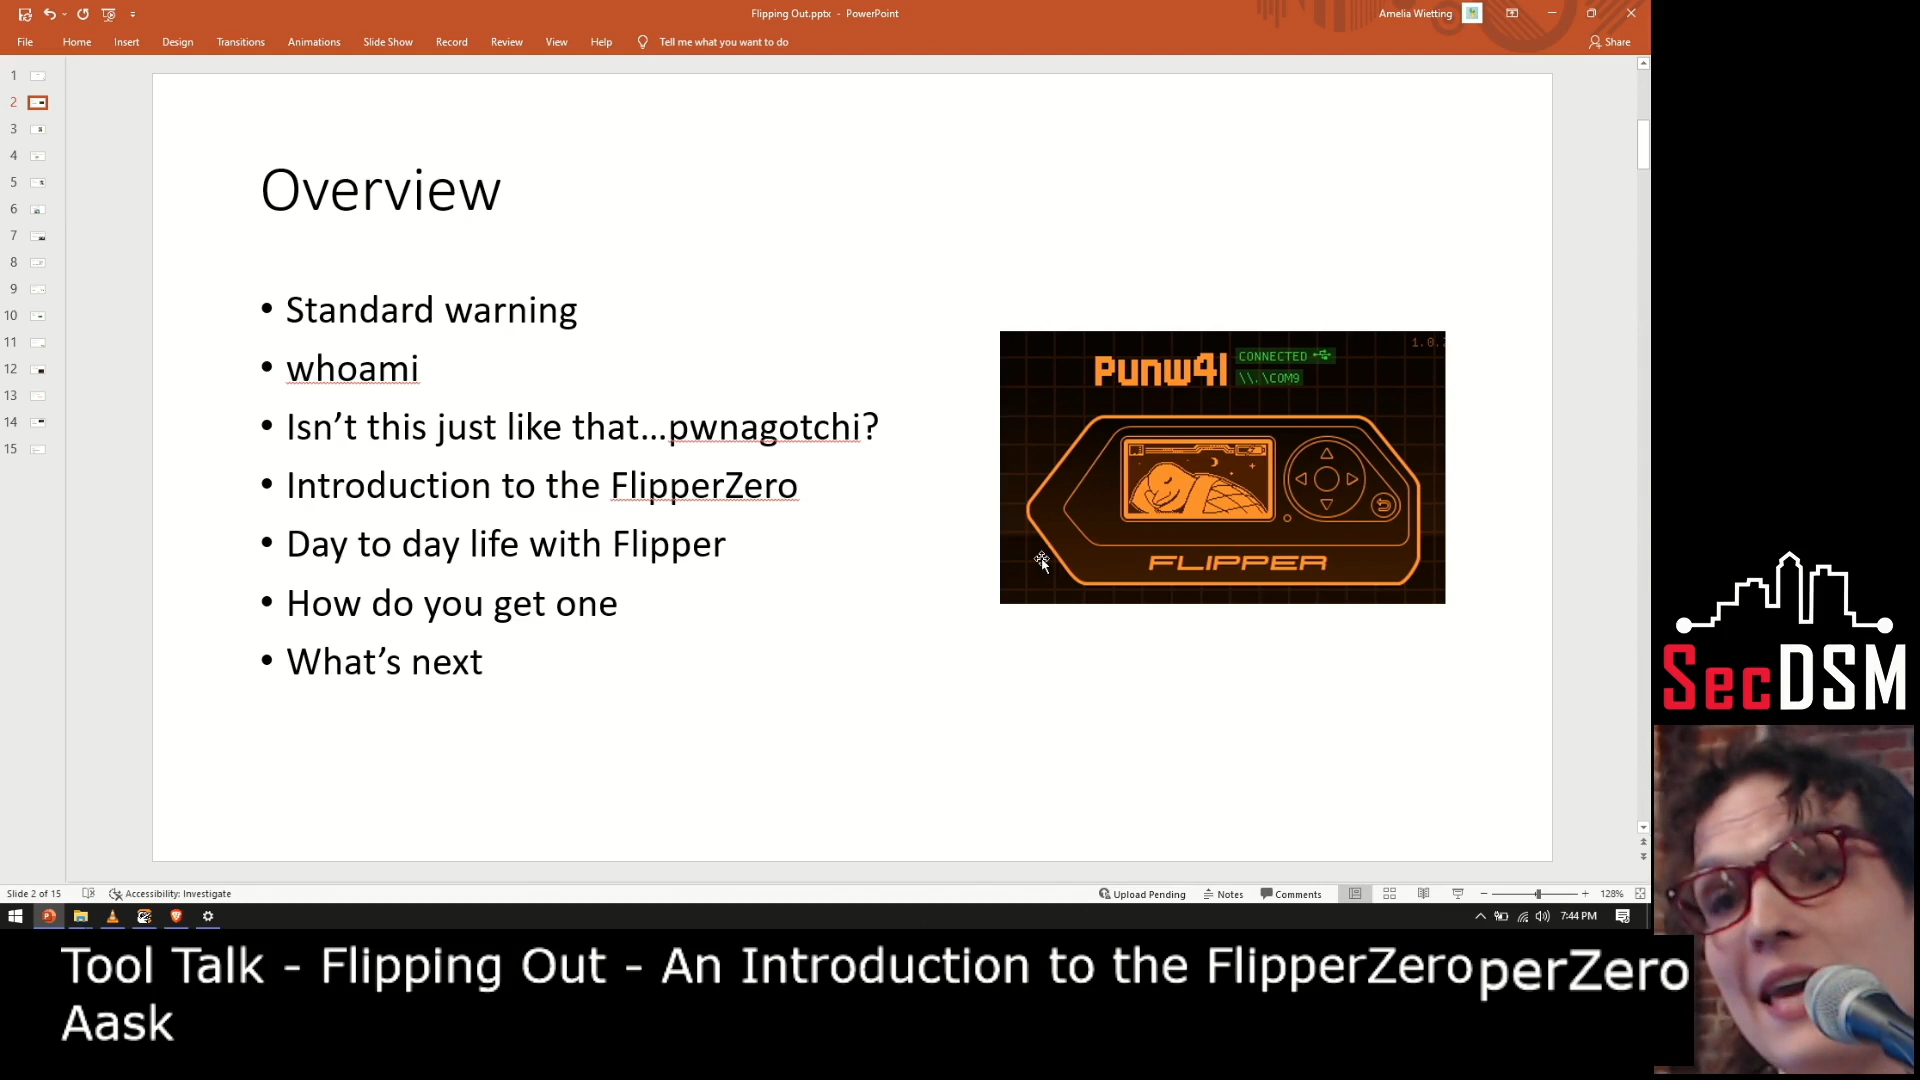 Flipping Out.pptx - PowerPoint
Amelia Wietting
File Home Insert Design Transitions Animations Slide Show Record Review View Help Tell me what you want to do Share
1
2
3
4
5
6
7
8
9
10
11
12
13
14
15
Overview
• Standard warning
• whoami
• Isn’t this just like that...pwnagotchi?
• Introduction to the FlipperZero
• Day to day life with Flipper
• How do you get one
• What’s next
Punw4l
CONNECTED
\\.\COM9
FLIPPER
SecDSM
Slide 2 of 15 Accessibility: Investigate Upload Pending Notes Comments 128%
7:44 PM
Tool Talk - Flipping Out - An Introduction to the FlipperZero perZero
Aask